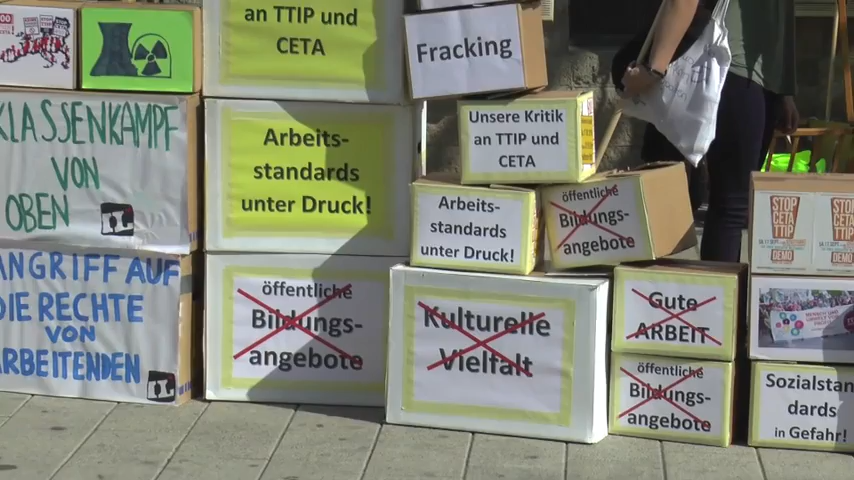 an TTIP und
CETA
Fracking
KLASSENKAMPF
VON
OBEN
Arbeits-
standards
unter Druck!
Unsere Kritik
an TTIP und
CETA
Arbeits-
standards
unter Druck!
öffentliche
Bildungs-
angebote
STOP
CETA
TTIP
DEMO
STOP
CETA
TTIP
DEMO
ANGRIFF AUF
DIE RECHTE
VON
ARBEITENDEN
öffentliche
Bildungs-
angebote
Kulturelle
Vielfalt
Gute
ARBEIT
öffentliche
Bildungs-
angebote
Sozialstan
dards
in Gefahr!